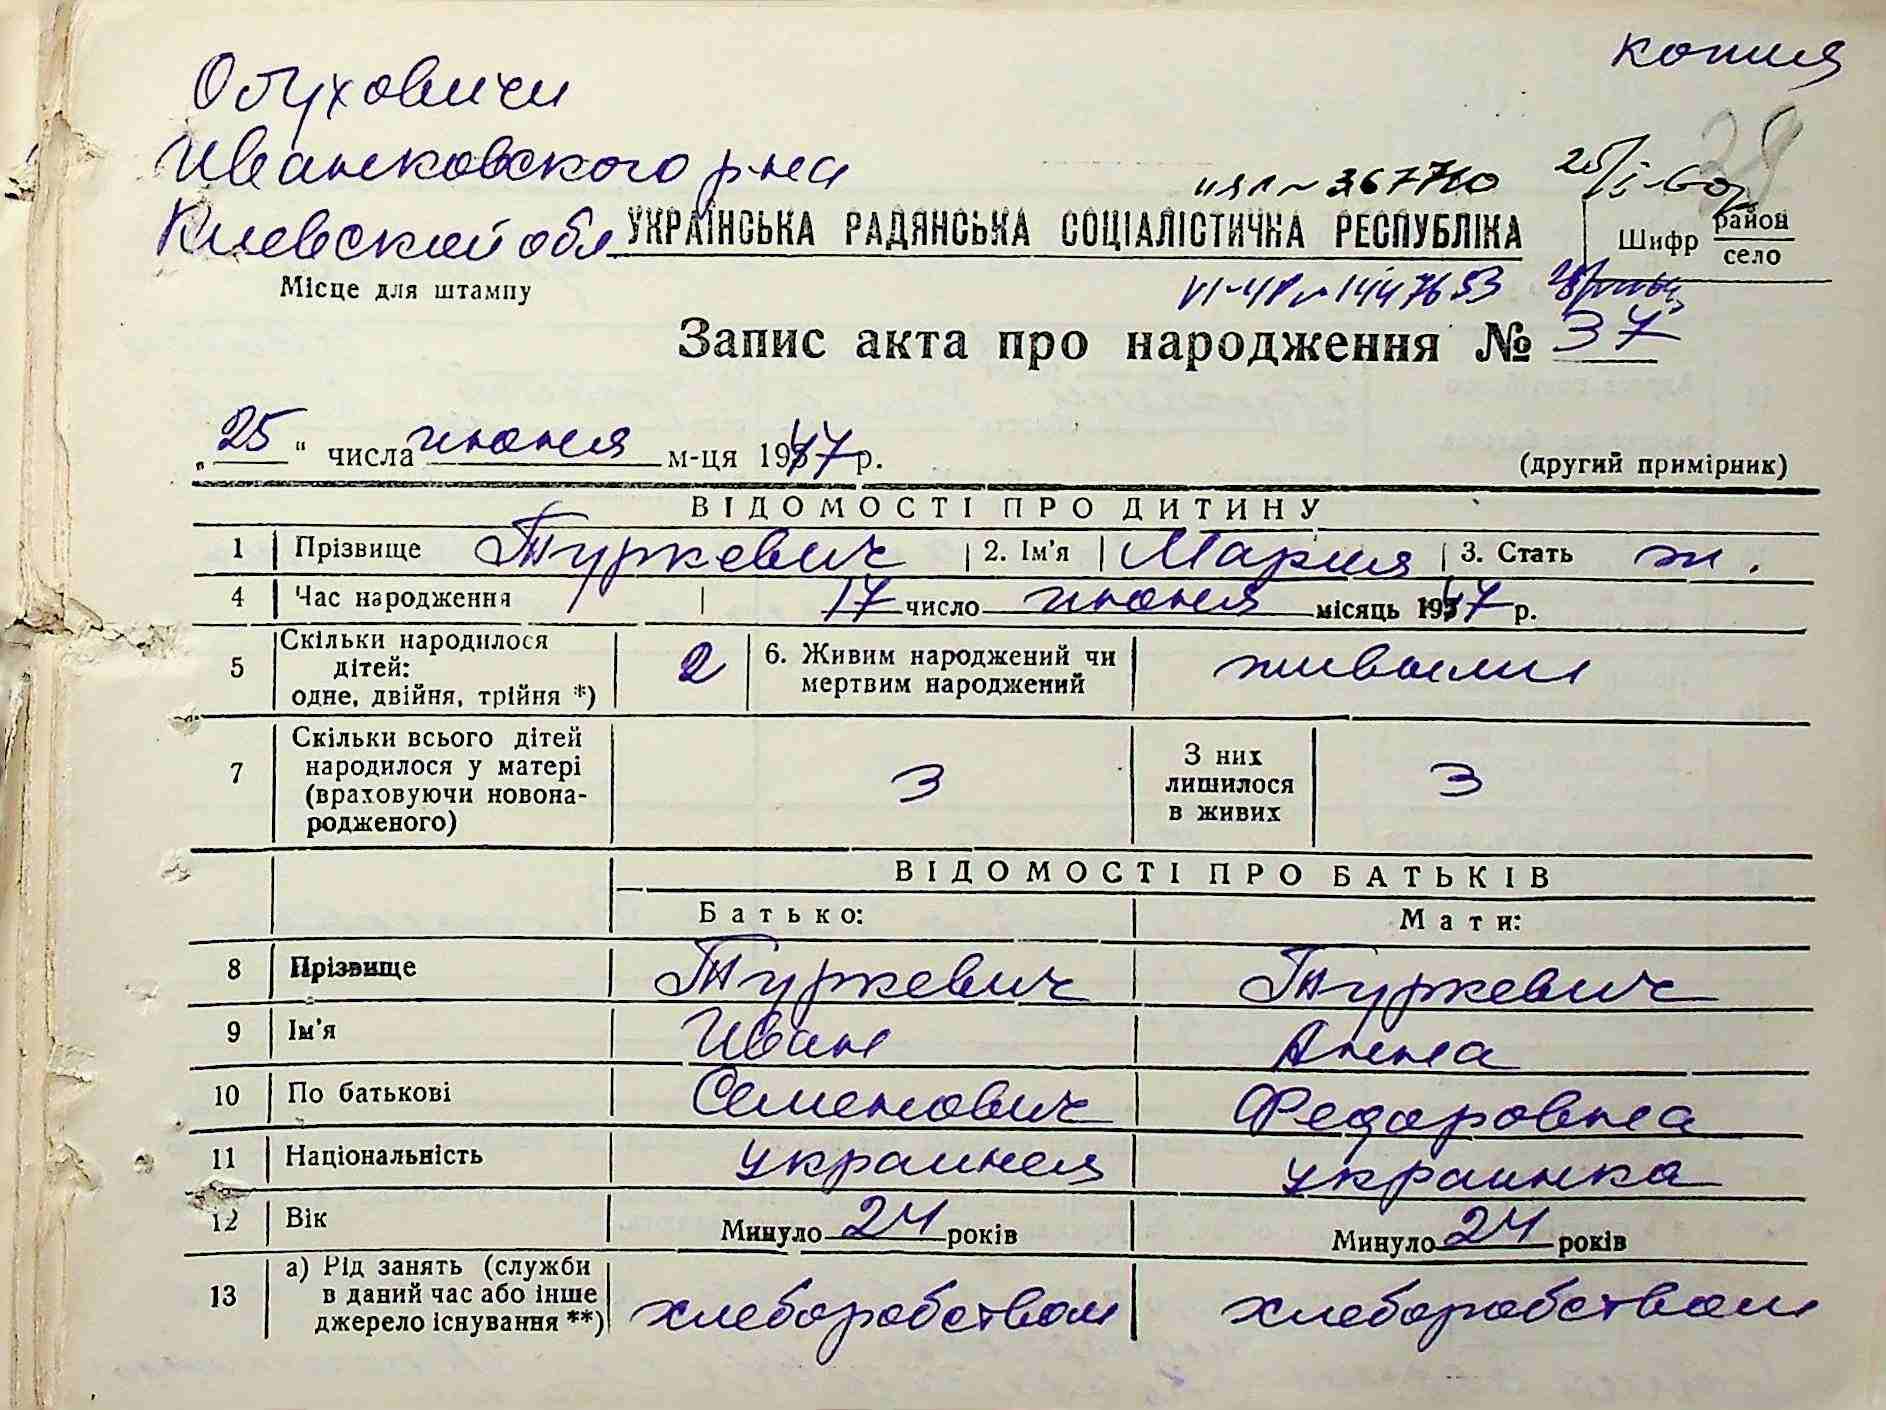 копия
Обуховичи
Иванковского р-на
Киевской обл
367740
УКРАЇНСЬКА РАДЯНСЬКА СОЦІАЛІСТИЧНА РЕСПУБЛІКА
Шифр район
село
Місце для штампу
1447653
Запис акта про народження № 37
„25" числа июня м-ця 1947 р.
(другий примірник)
ВІДОМОСТІ ПРО ДИТИНУ
1 Прізвище Туркевич 2. Ім'я Мария 3. Стать ж.
4 Час народження 17 число июня місяць 1947 р.
5 Скільки народилося дітей: одне, двійня, трійня *) 2 6. Живим народжений чи мертвим народжений живыми
7 Скільки всього дітей народилося у матері (враховуючи новонародженого) 3 З них лишилося в живих 3
ВІДОМОСТІ ПРО БАТЬКІВ
Батько: Мати:
8 Прізвище Туркевич Туркевич
9 Ім'я Иван Анна
10 По батькові Семенович Федоровна
11 Національність украинец украинка
12 Вік Минуло 24 років Минуло 24 років
13 а) Рід занять (служби в даний час або інше джерело існування **) хлеборобством хлеборобством